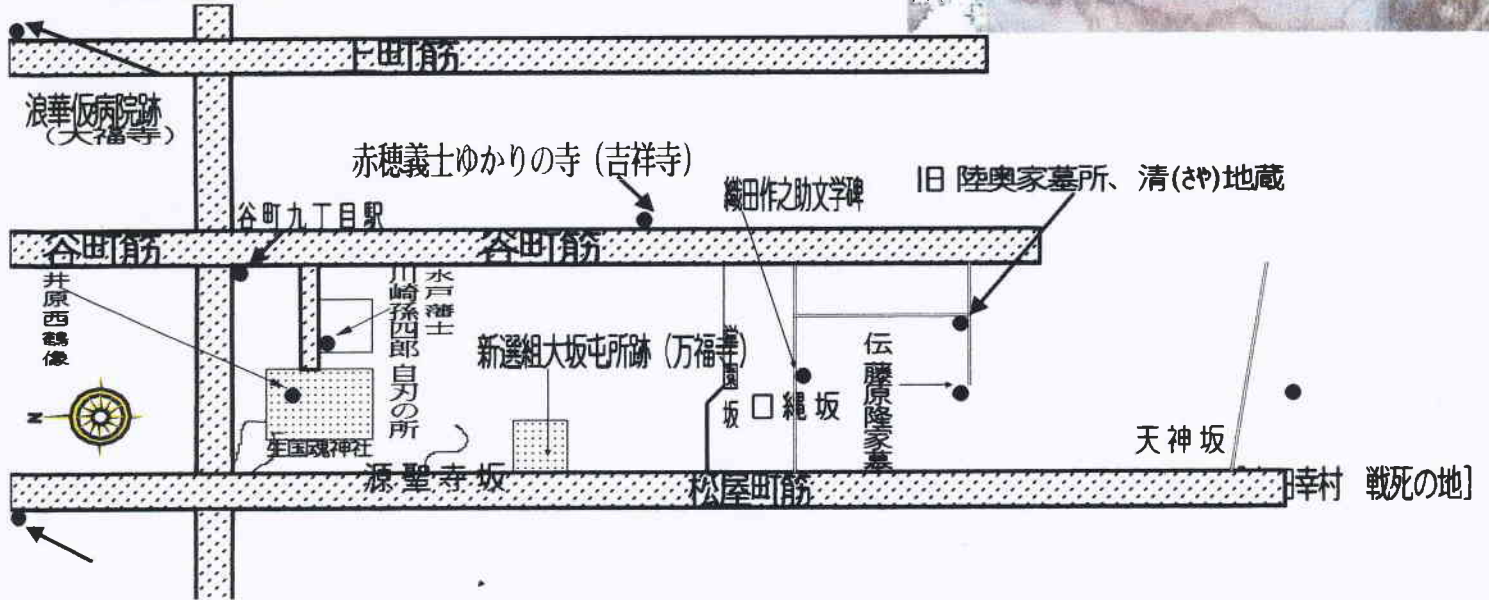 上町筋
浪華仮病院跡
(大福寺)
赤穂義士ゆかりの寺 (吉祥寺)
織田作之助文学碑
旧 陸奥家墓所、清(さや)地蔵
谷町九丁目駅
谷町筋
谷町筋
井原西鶴像
水戸藩士
川崎孫四郎 自刃の所
新選組大坂屯所跡 (万福寺)
学園坂
口縄坂
伝 藤原隆家墓
天神坂
N
生国魂神社
源聖寺坂
松屋町筋
幸村 戦死の地]